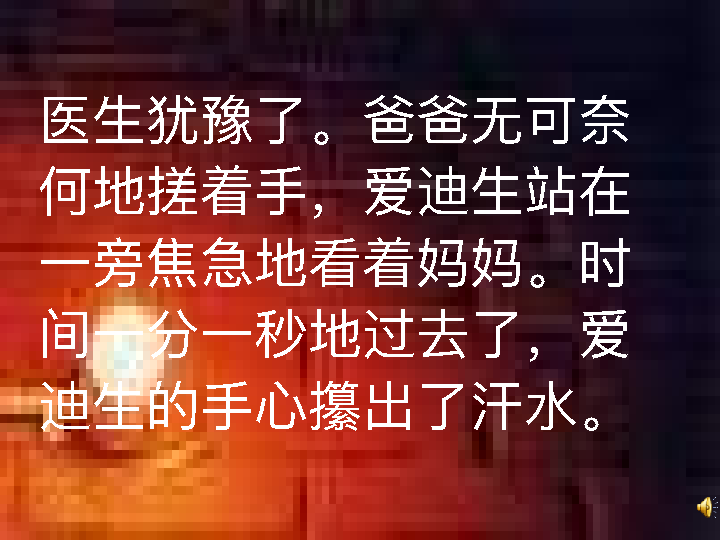 医生犹豫了。爸爸无可奈
何地搓着手，爱迪生站在
一旁焦急地看着妈妈。时
间一分一秒地过去了，爱
迪生的手心攥出了汗水。